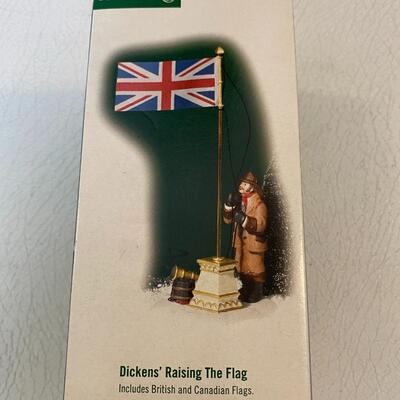 Dickens' Raising The Flag
Includes British and Canadian Flags.